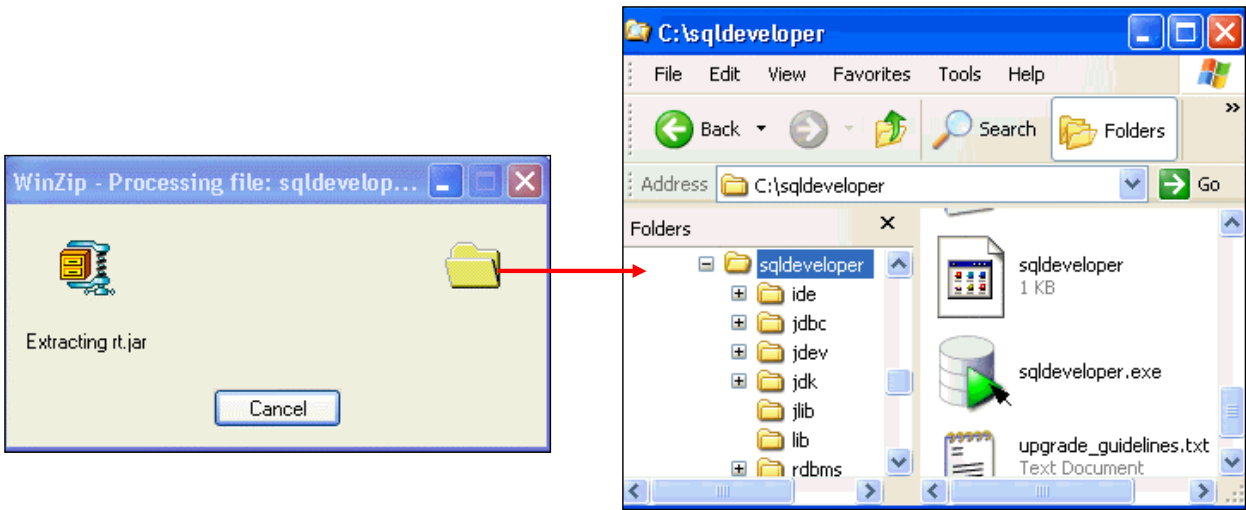 WinZip - Processing file: sqldevelop...
Extracting rt.jar
Cancel
C:\sqldeveloper
File Edit View Favorites Tools Help
Back Search Folders »
Address C:\sqldeveloper Go
Folders
sqldeveloper
ide
jdbc
jdev
jdk
jlib
lib
rdbms
sqldeveloper
1 KB
sqldeveloper.exe
upgrade_guidelines.txt
Text Document